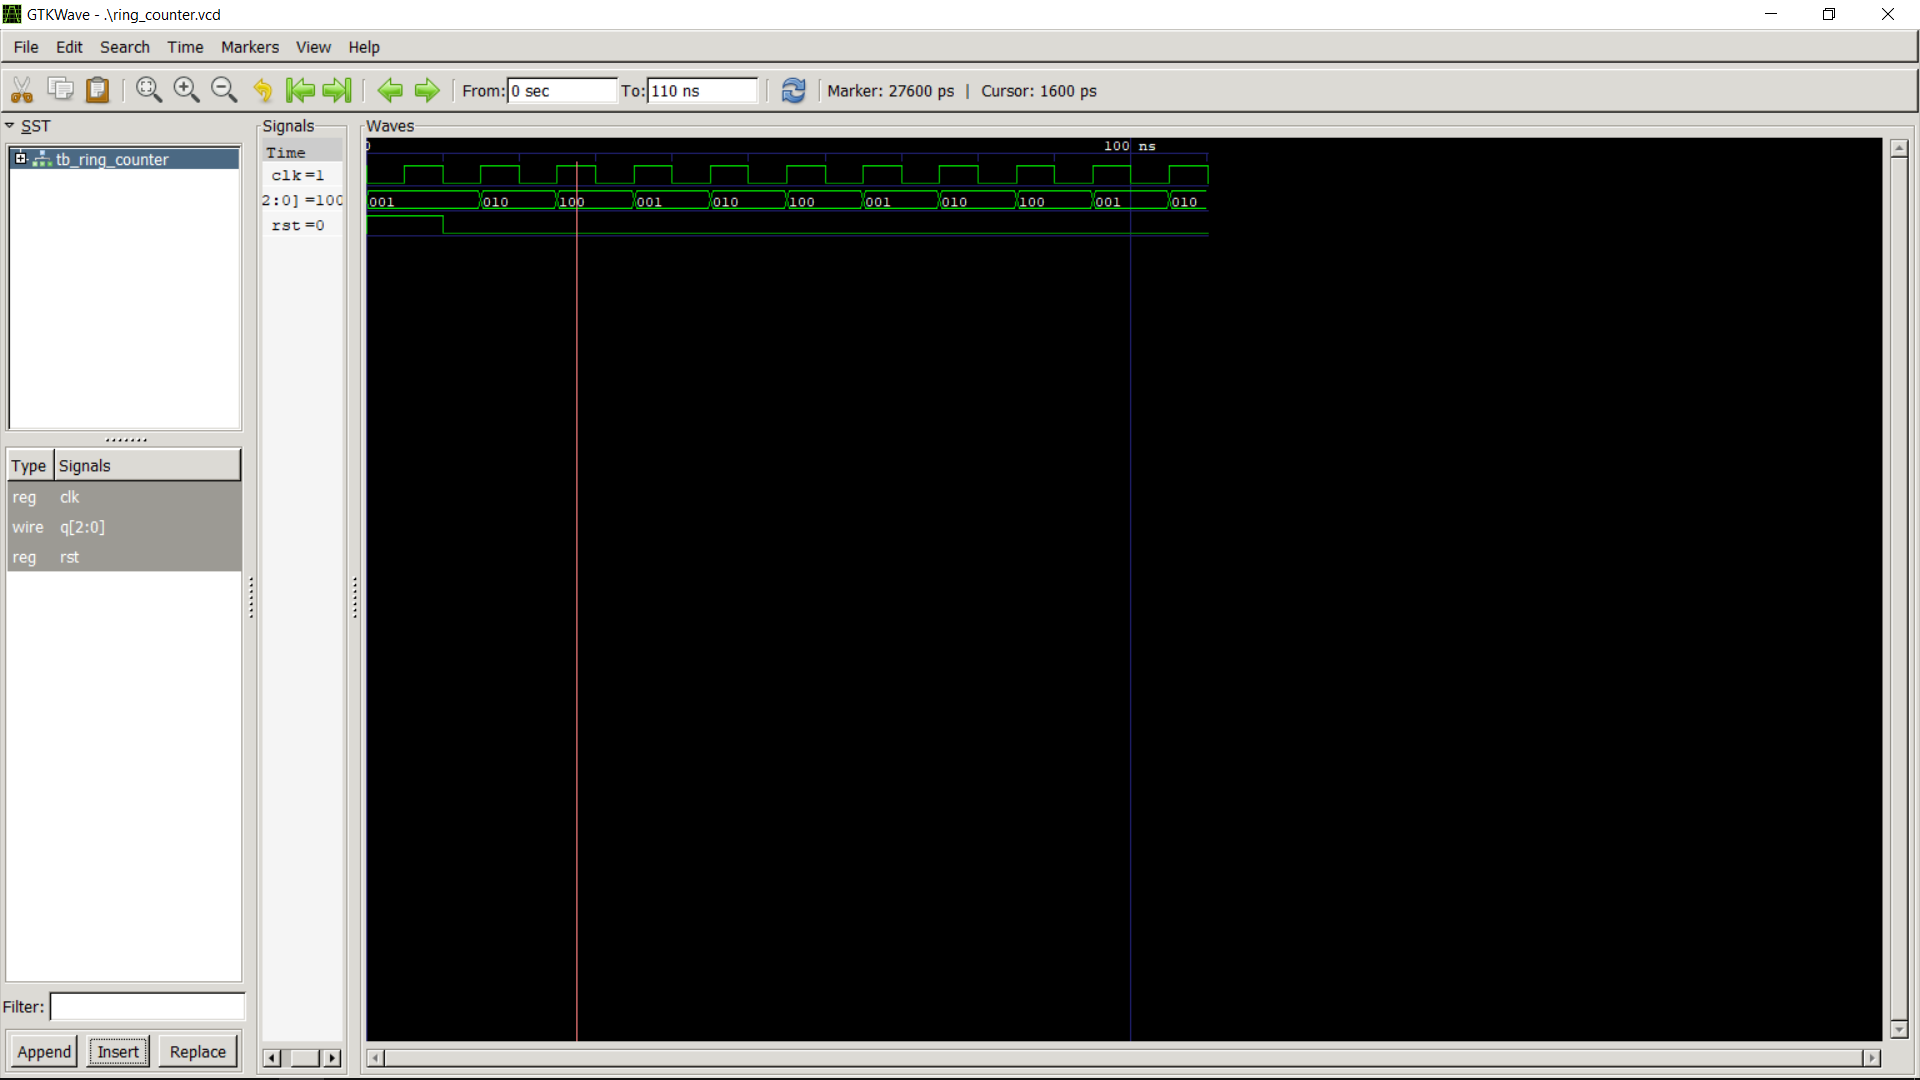 GTKWave - .\ring_counter.vcd
File Edit Search Time Markers View Help
From: 0 sec To: 110 ns Marker: 27600 ps | Cursor: 1600 ps
SST
tb_ring_counter
Type Signals
reg clk
wire q[2:0]
reg rst
Filter:
Append Insert Replace
Signals
Time
clk=1
2:0]=100
rst=0
Waves
0 100 ns
001 010 100 001 010 100 001 010 100 001 010